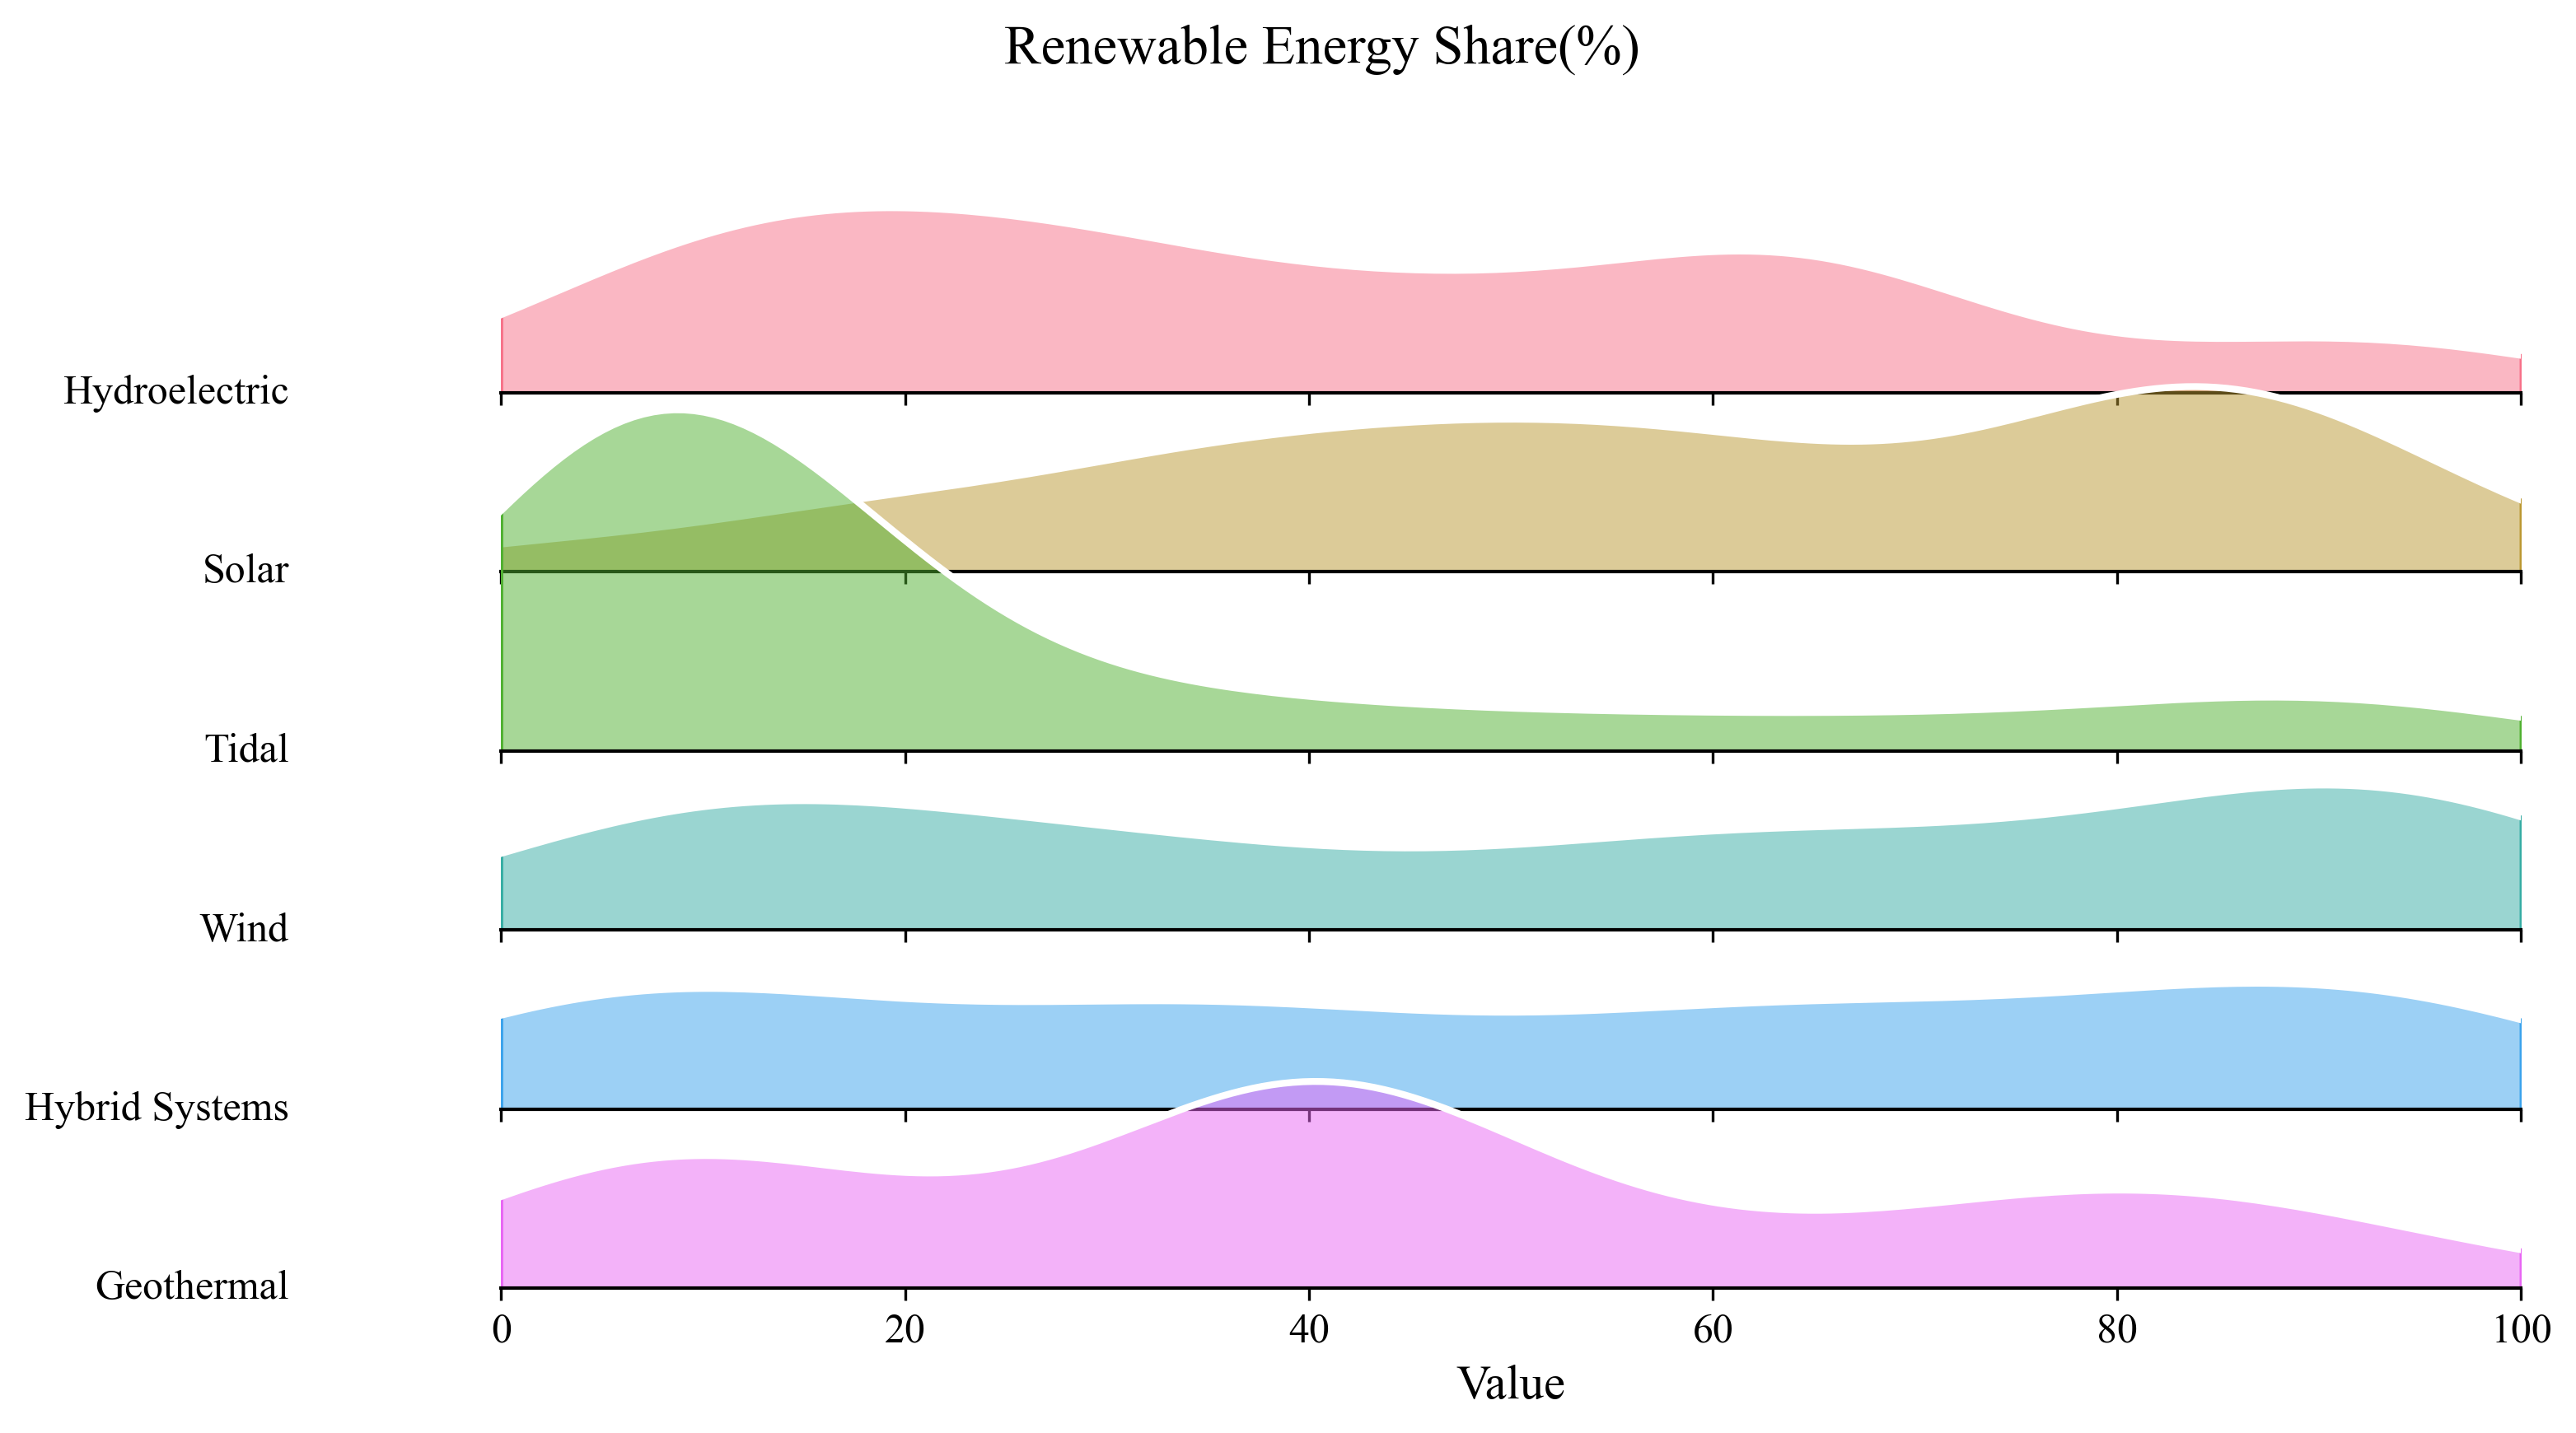 Renewable Energy Share(%)
Hydroelectric
Solar
Tidal
Wind
Hybrid Systems
Geothermal
0 20 40 60 80 100
Value